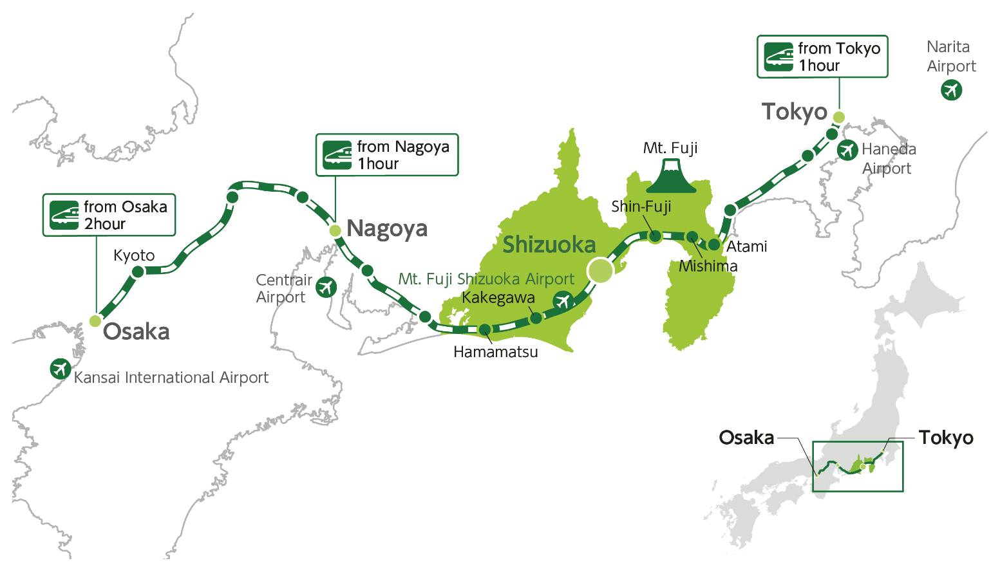 from Tokyo
1hour
Narita
Airport
Tokyo
Haneda
Airport
from Nagoya
1hour
Mt. Fuji
from Osaka
2hour
Shin-Fuji
Nagoya
Shizuoka
Atami
Kyoto
Mishima
Centrair
Airport
Mt. Fuji Shizuoka Airport
Kakegawa
Osaka
Hamamatsu
Kansai International Airport
Osaka
Tokyo